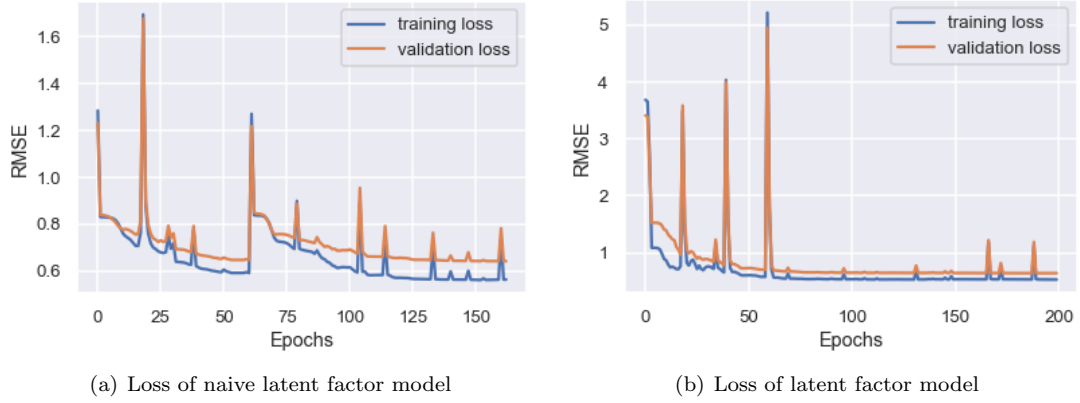 training loss
validation loss
1.6
1.4
1.2
1.0
0.8
0.6
RMSE
0
25
50
75
100
125
150
Epochs
(a) Loss of naive latent factor model
training loss
validation loss
5
4
3
2
1
RMSE
0
50
100
150
200
Epochs
(b) Loss of latent factor model